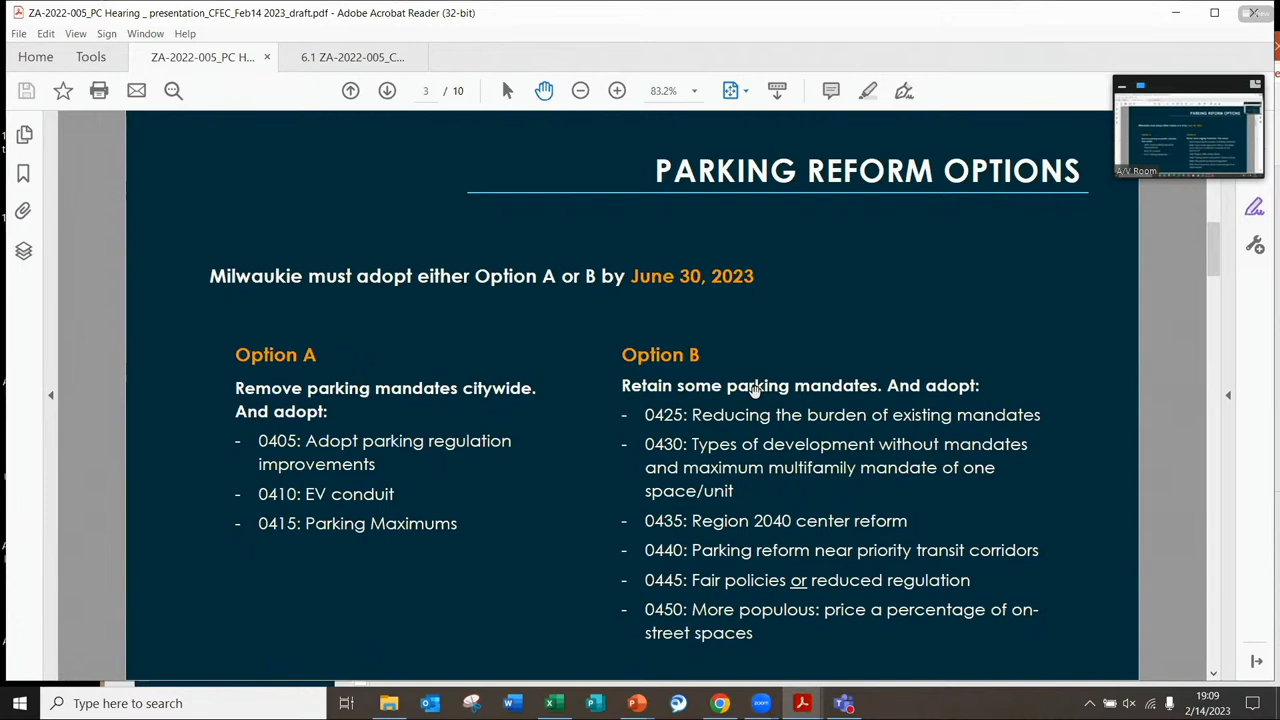 ZA-2022-005_PC Hearing _ presentation_CFEC_Feb14 2023_draft.pdf - Adobe Acrobat Reader (32-bit)
File Edit View Sign Window Help
Home Tools ZA-2022-005_PC H... × 6.1 ZA-2022-005_C...
3 10 83.2%
PARKING REFORM OPTIONS
A/V Room
Milwaukie must adopt either Option A or B by June 30, 2023
Option A
Remove parking mandates citywide.
And adopt:
- 0405: Adopt parking regulation
improvements
- 0410: EV conduit
- 0415: Parking Maximums
Option B
Retain some parking mandates. And adopt:
- 0425: Reducing the burden of existing mandates
- 0430: Types of development without mandates
and maximum multifamily mandate of one
space/unit
- 0435: Region 2040 center reform
- 0440: Parking reform near priority transit corridors
- 0445: Fair policies or reduced regulation
- 0450: More populous: price a percentage of on-
street spaces
Type here to search
19:09
2/14/2023